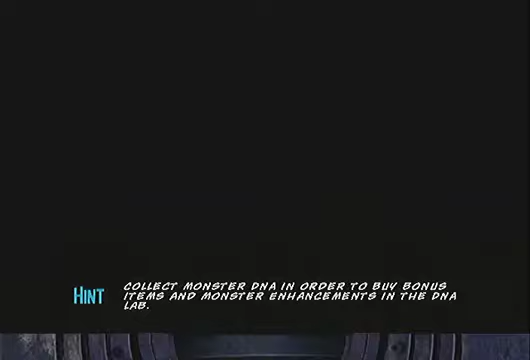 Hint
COLLECT MONSTER DNA IN ORDER TO BUY BONUS
ITEMS AND MONSTER ENHANCEMENTS IN THE DNA
LAB.